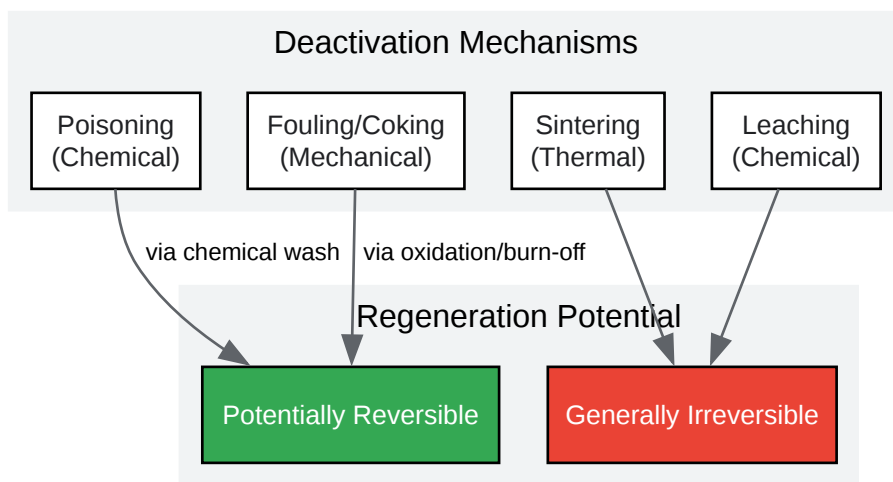 Deactivation Mechanisms
Poisoning
(Chemical)
Fouling/Coking
(Mechanical)
Sintering
(Thermal)
Leaching
(Chemical)
via chemical wash
via oxidation/burn-off
Regeneration Potential
Potentially Reversible
Generally Irreversible